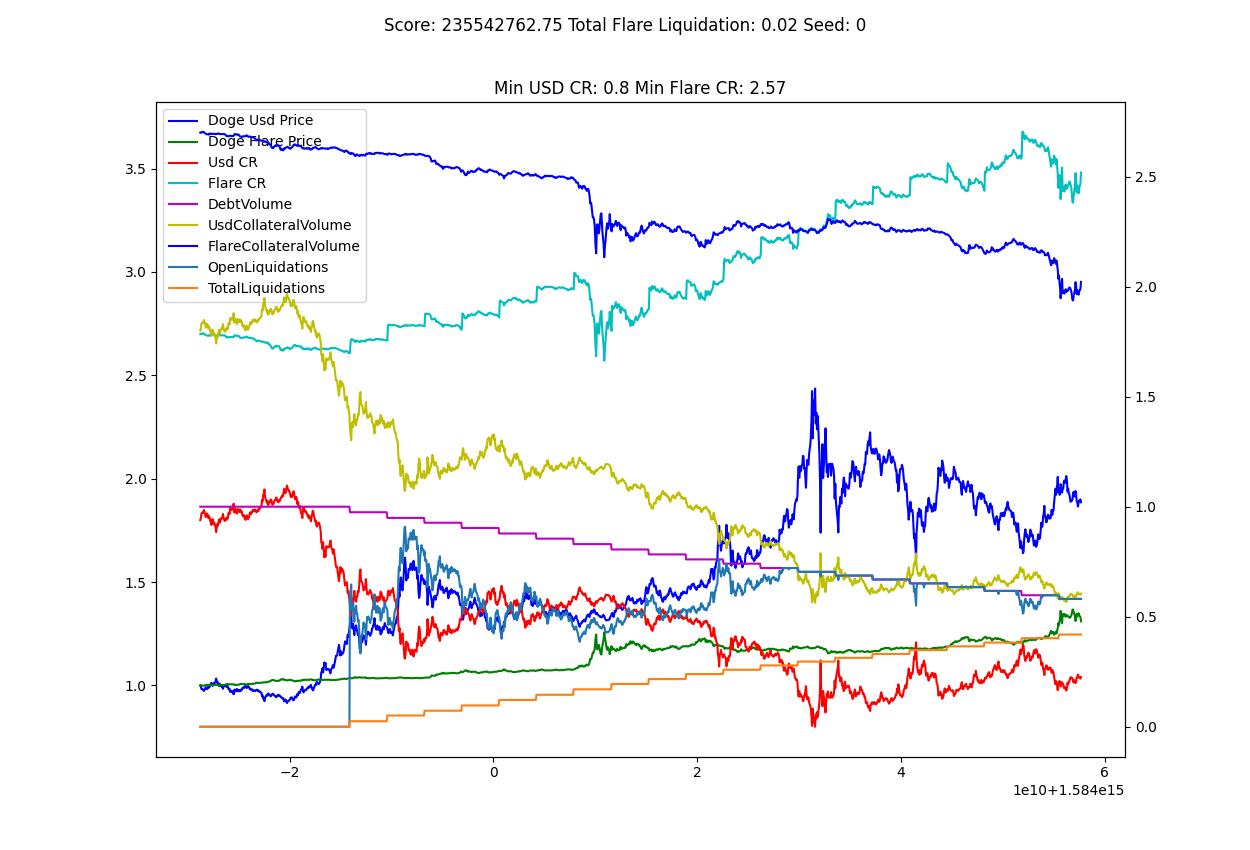 Score: 235542762.75 Total Flare Liquidation: 0.02 Seed: 0
Min USD CR: 0.8 Min Flare CR: 2.57
Doge Usd Price
Doge Flare Price
Usd CR
Flare CR
DebtVolume
UsdCollateralVolume
FlareCollateralVolume
OpenLiquidations
TotalLiquidations
3.5
3.0
2.5
2.0
1.5
1.0
2.5
2.0
1.5
1.0
0.5
0.0
−2
0
2
4
6
1e10+1.584e15